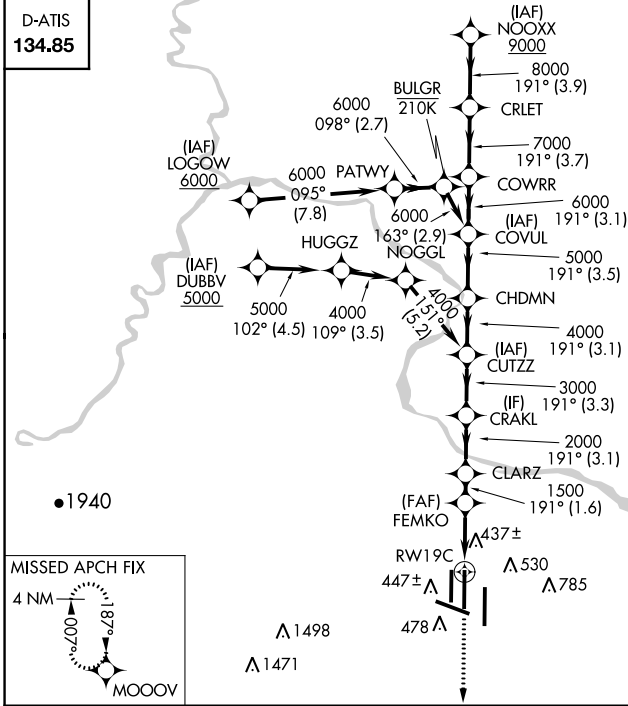 D-ATIS
134.85
(IAF)
NOOXX
9000
8000
191° (3.9)
BULGR
210K
CRLET
6000
098° (2.7)
7000
191° (3.7)
(IAF)
LOGOW
6000
PATWY
6000
095°
(7.8)
COWRR
6000
191° (3.1)
6000
163° (2.9)
(IAF)
COVUL
HUGGZ
NOGGL
(IAF)
DUBBV
5000
5000
191° (3.5)
CHDMN
5000
102° (4.5)
4000
109° (3.5)
4000
151°
(5.2)
4000
191° (3.1)
(IAF)
CUTZZ
3000
191° (3.3)
(IF)
CRAKL
2000
191° (3.1)
CLARZ
1500
191° (1.6)
1940
(FAF)
FEMKO
437±
RW19C
530
447±
785
MISSED APCH FIX
4 NM
187°
007°
MOOOV
478
1498
1471